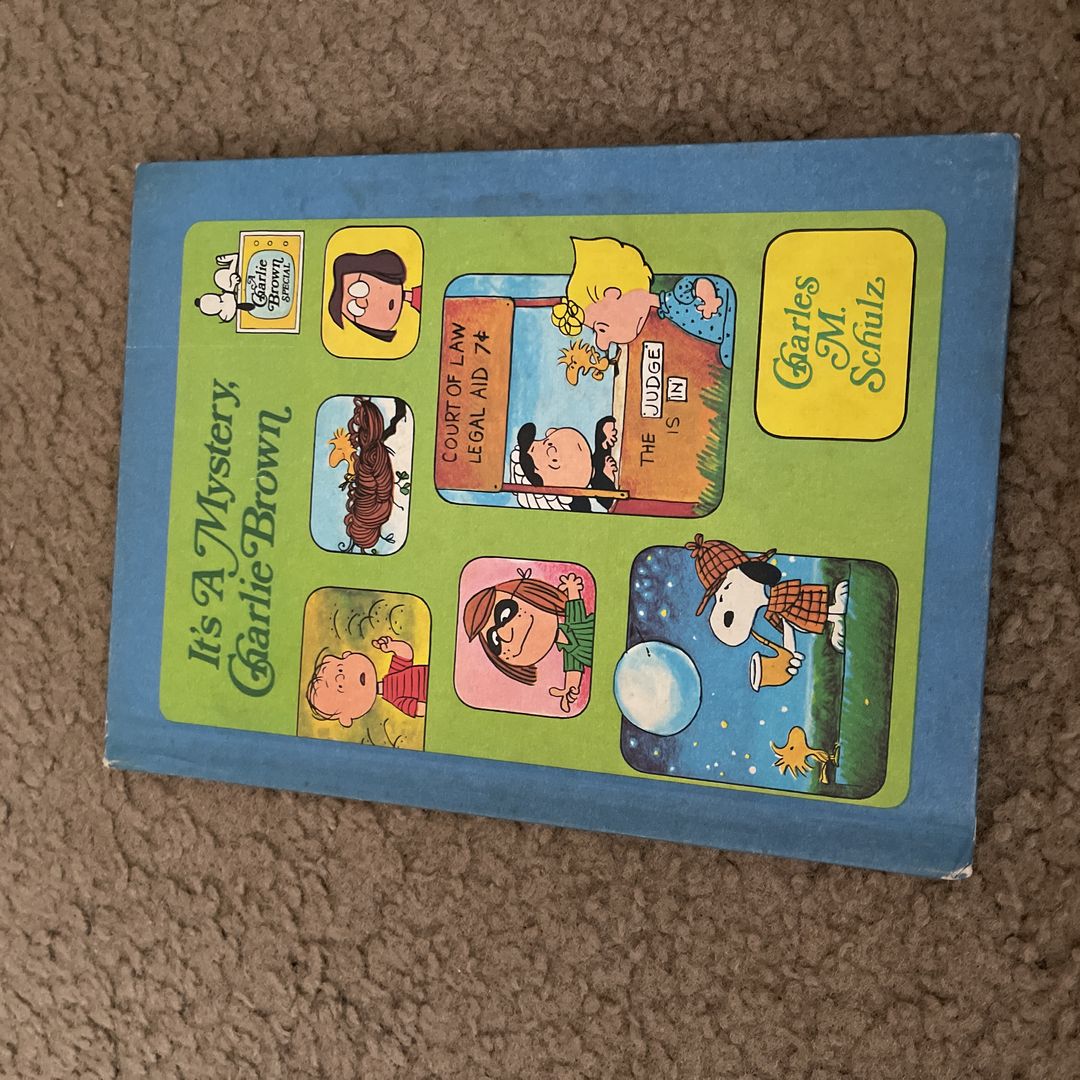 A
Charlie
Brown
SPECIAL
It's A Mystery,
Charlie Brown
COURT OF LAW
LEGAL AID 7¢
THE JUDGE
IS IN
Charles
M.
Schulz